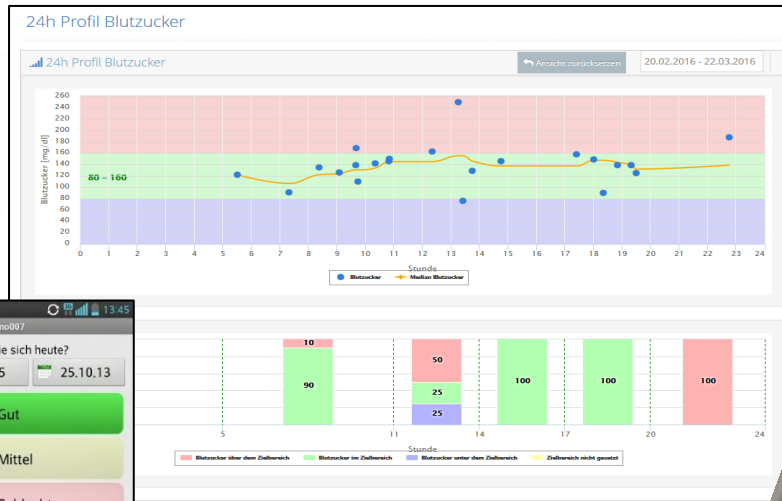 24h Profil Blutzucker
24h Profil Blutzucker
Ansicht zurücksetzen
20.02.2016 - 22.03.2016
Blutzucker [mg/dl]
260
240
220
200
180
160
140
120
100
80
60
40
20
0
80 – 160
0 1 2 3 4 5 6 7 8 9 10 11 12 13 14 15 16 17 18 19 20 21 22 23 24
Stunde
Blutzucker Median Blutzucker
13:45
sich heute?
25.10.13
Gut
Mittel
10
90
50
25
25
100
100
100
5 11 14 17 20 24
Stunde
Blutzucker über dem Zielbereich Blutzucker im Zielbereich Blutzucker unter dem Zielbereich Zielbereich nicht gesetzt